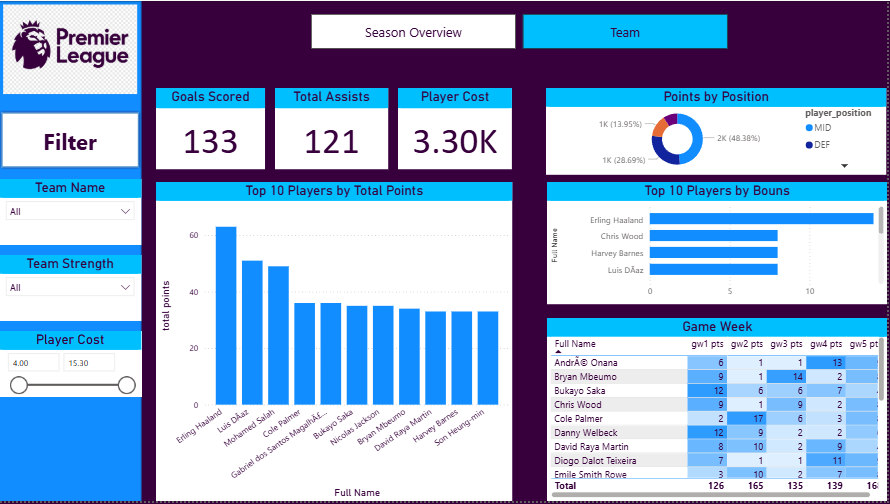 Premier
League
Season Overview
Team
Filter
Team Name
All
Team Strength
All
Player Cost
4.00
15.30
Goals Scored
133
Total Assists
121
Player Cost
3.30K
Points by Position
1K (13.95%)
1K (28.69%)
2K (48.38%)
player_position
MID
DEF
Top 10 Players by Total Points
total points
60
40
20
0
Erling Haaland
Luis DÃ­az
Mohamed Salah
Cole Palmer
Gabriel dos Santos MagalhÃ£...
Bukayo Saka
Nicolas Jackson
Bryan Mbeumo
David Raya Martin
Harvey Barnes
Son Heung-min
Full Name
Top 10 Players by Bouns
Full Name
Erling Haaland
Chris Wood
Harvey Barnes
Luis DÃ­az
0 5 10
Game Week
Full Name gw1 pts gw2 pts gw3 pts gw4 pts gw5 pts
AndrÃ© Onana 6 1 1 13
Bryan Mbeumo 9 1 14 2
Bukayo Saka 12 6 6 7
Chris Wood 9 1 9 2
Cole Palmer 2 17 6 3
Danny Welbeck 12 9 2 2
David Raya Martin 8 10 2 9
Diogo Dalot Teixeira 7 1 1 11
Emile Smith Rowe 3 10 2 7
Total 126 165 135 139